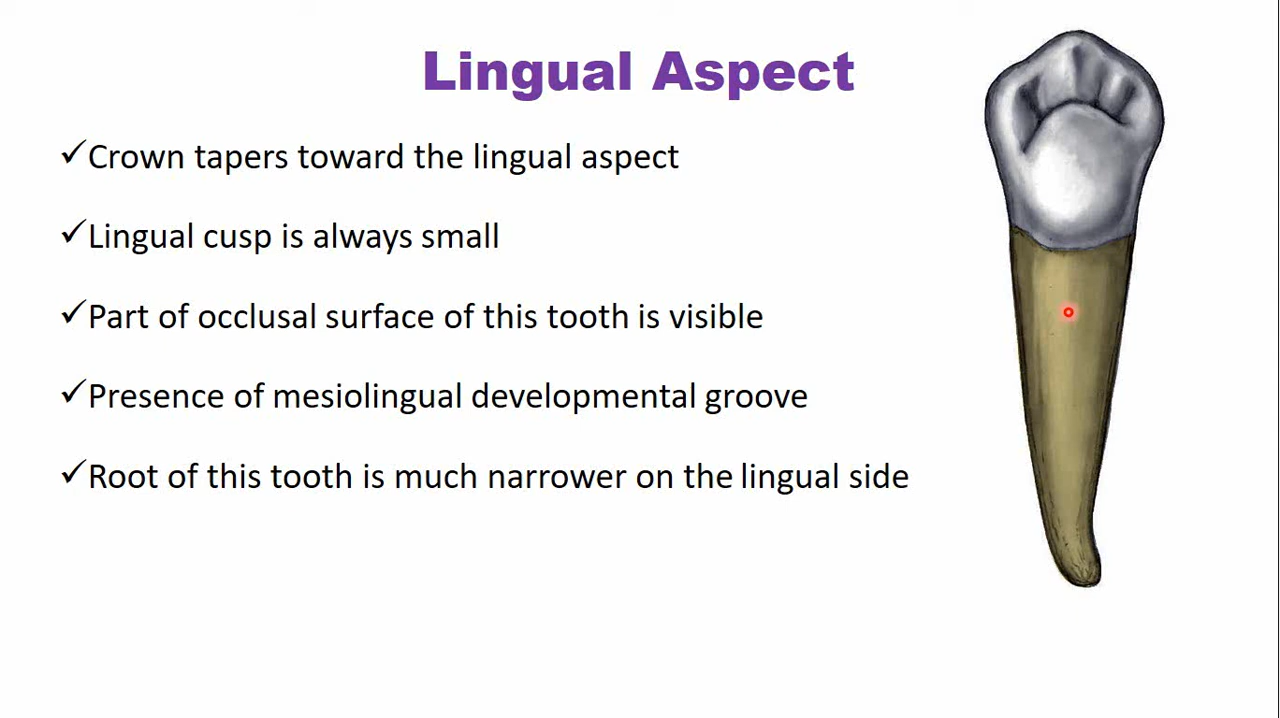 Lingual Aspect
✓Crown tapers toward the lingual aspect
✓Lingual cusp is always small
✓Part of occlusal surface of this tooth is visible
✓Presence of mesiolingual developmental groove
✓Root of this tooth is much narrower on the lingual side